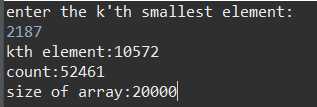 enter the k'th smallest element:
2187
kth element:10572
count:52461
size of array:20000